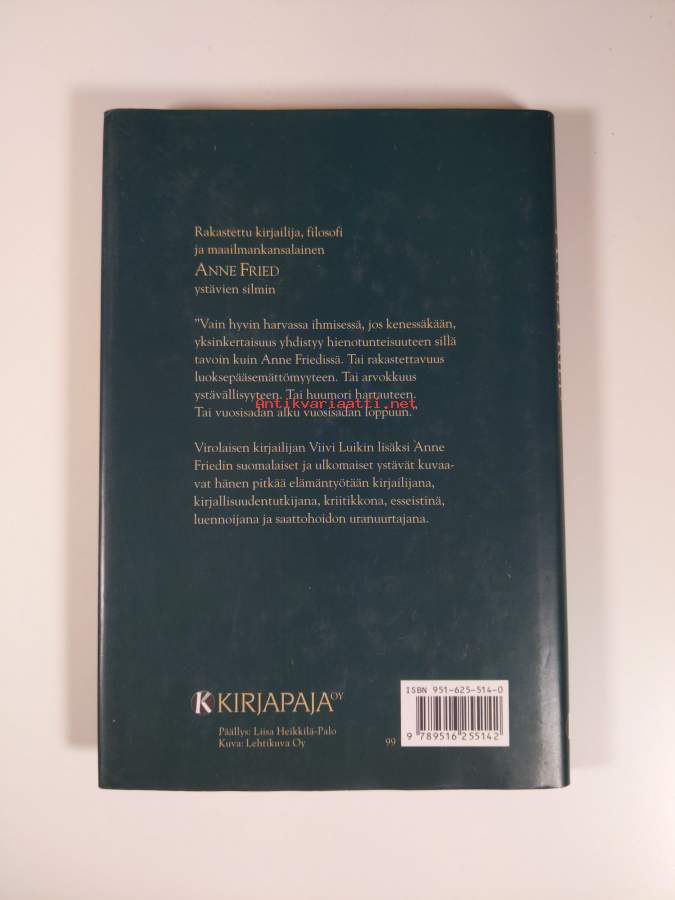 Rakastettu kirjailija, filosofi
ja maailmankansalainen
ANNE FRIED
ystävien silmin
"Vain hyvin harvassa ihmisessä, jos kenessäkään,
yksinkertaisuus yhdistyy hienotunteisuuteen sillä
tavoin kuin Anne Friedissä. Tai rakastettavuus
luoksepääsemättömyyteen. Tai arvokkuus
ystävällisyyteen. Tai huumori hartauteen.
Antikvariaatti.net
Tai vuosisadan alku vuosisadan loppuun."
Virolaisen kirjailijan Viivi Luikin lisäksi Anne
Friedin suomalaiset ja ulkomaiset ystävät kuvaa-
vat hänen pitkää elämäntyötään kirjailijana,
kirjallisuudentutkijana, kriitikkona, esseistinä,
luennoijana ja saattohoidon uranuurtajana.
K KIRJAPAJA OY
Päällys: Liisa Heikkilä-Palo
Kuva: Lehtikuva Oy
99
ISBN 951-625-514-0
9 789516 255142